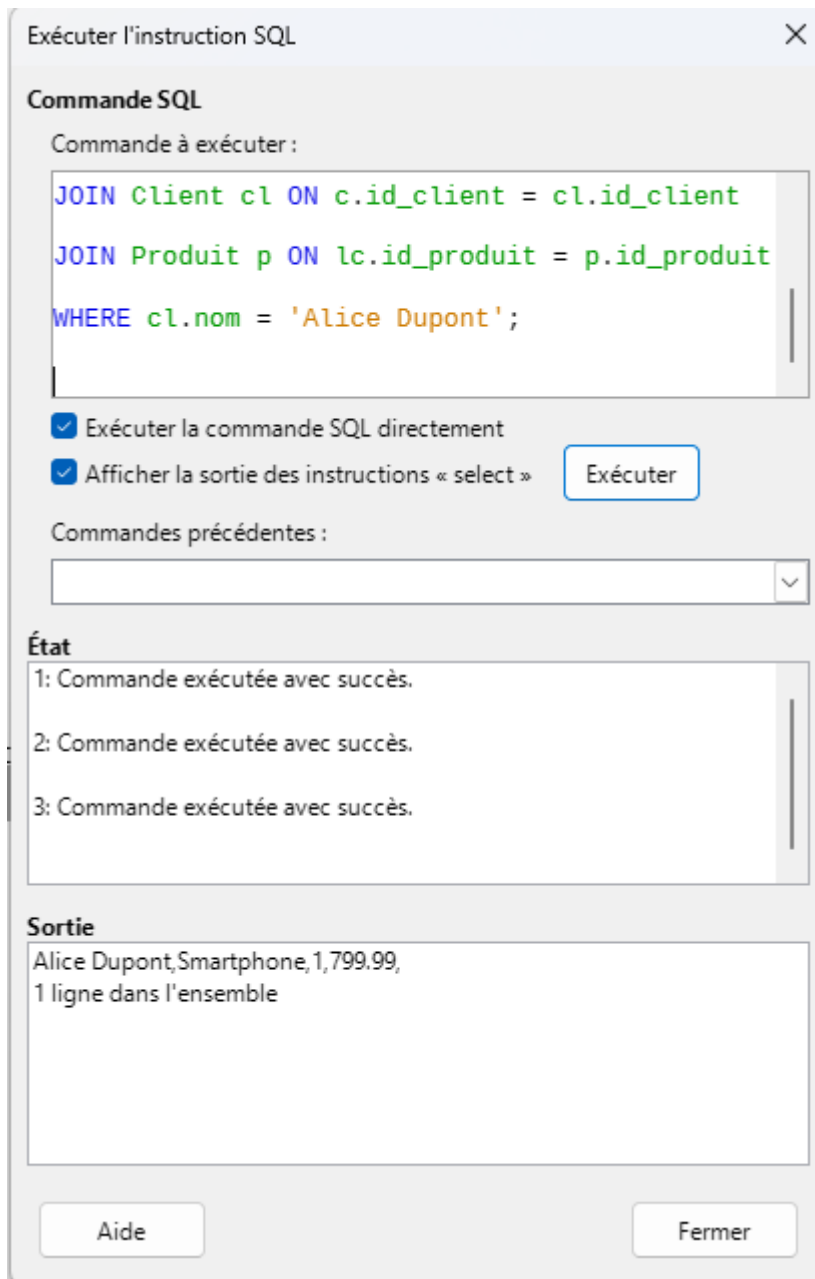 Exécuter l'instruction SQL
Commande SQL
Commande à exécuter :
JOIN Client cl ON c.id_client = cl.id_client
JOIN Produit p ON lc.id_produit = p.id_produit
WHERE cl.nom = 'Alice Dupont';
Exécuter la commande SQL directement
Afficher la sortie des instructions « select »
Exécuter
Commandes précédentes :
État
1: Commande exécutée avec succès.
2: Commande exécutée avec succès.
3: Commande exécutée avec succès.
Sortie
Alice Dupont,Smartphone,1,799.99,
1 ligne dans l'ensemble
Aide
Fermer